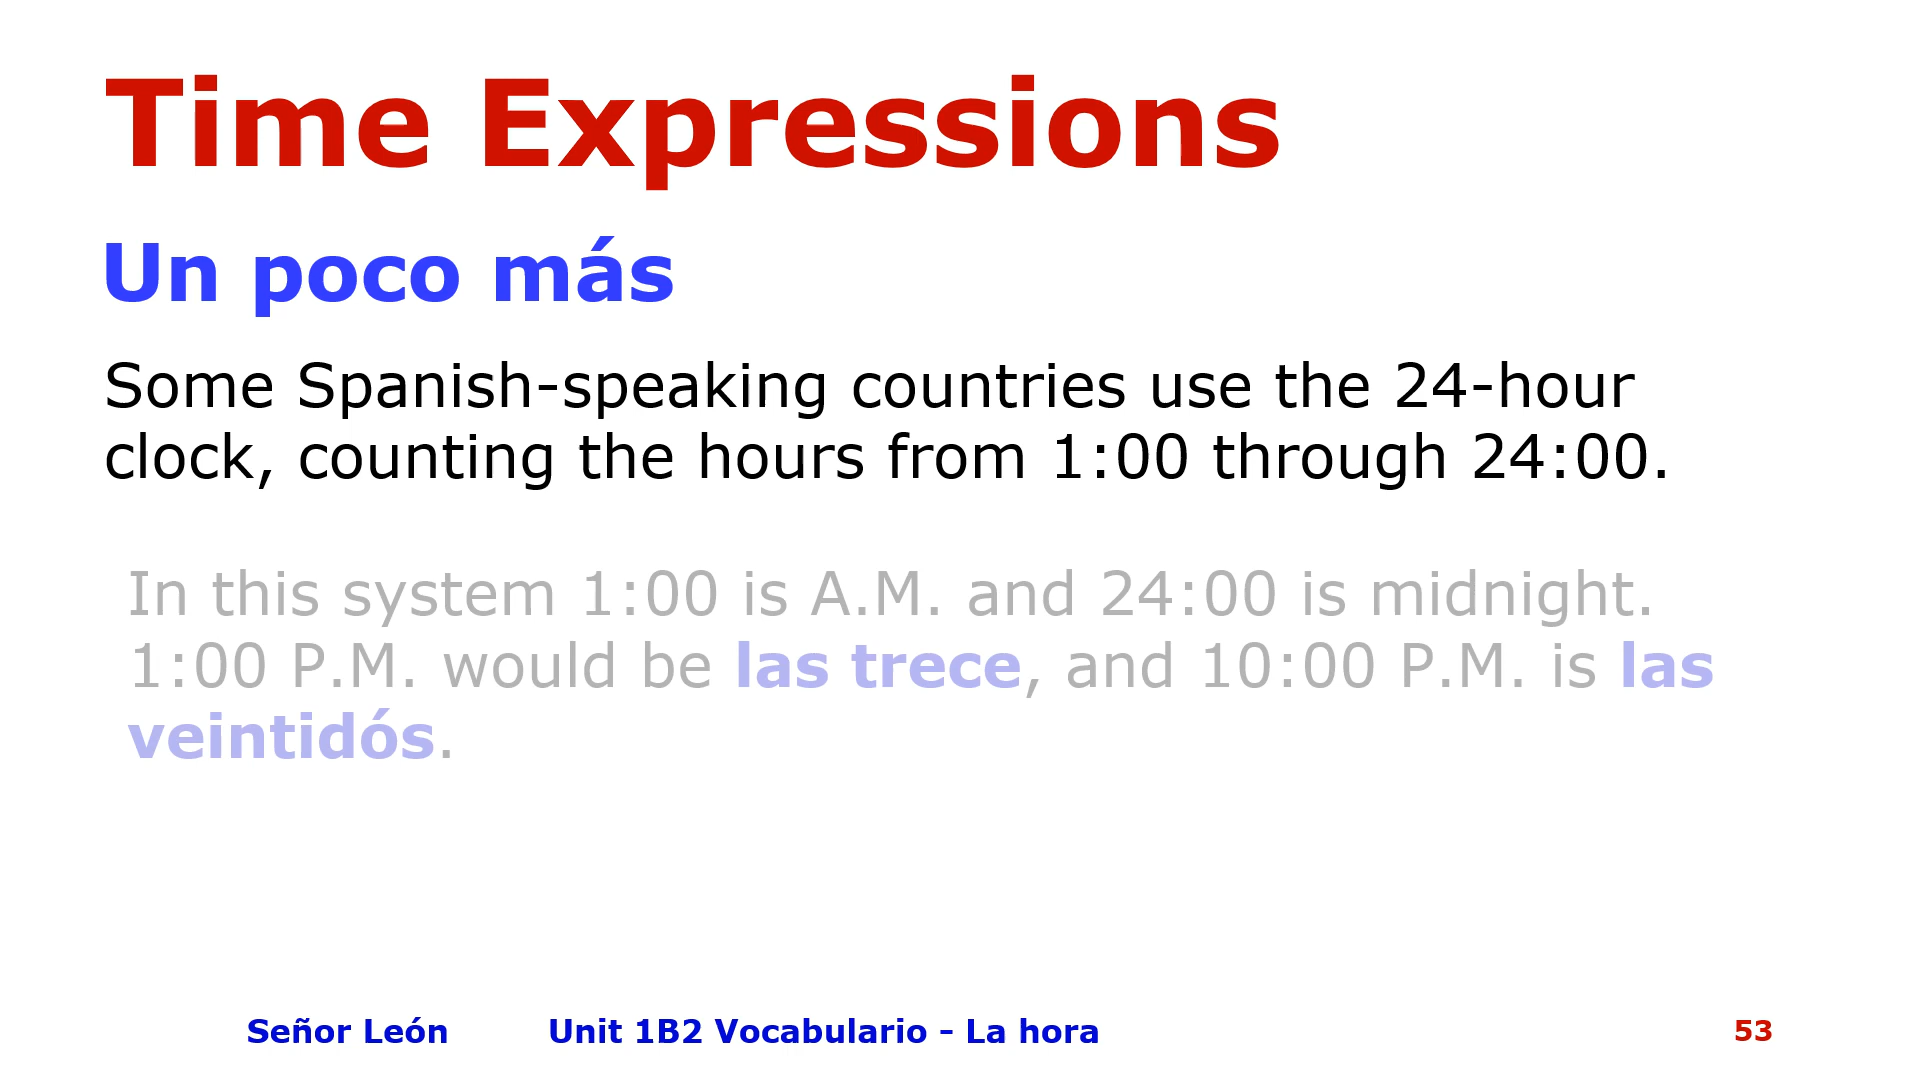 Time Expressions
Un poco más
Some Spanish-speaking countries use the 24-hour
clock, counting the hours from 1:00 through 24:00.
In this system 1:00 is A.M. and 24:00 is midnight.
1:00 P.M. would be las trece, and 10:00 P.M. is las
veintidós.
Señor León Unit 1B2 Vocabulario – La hora 53